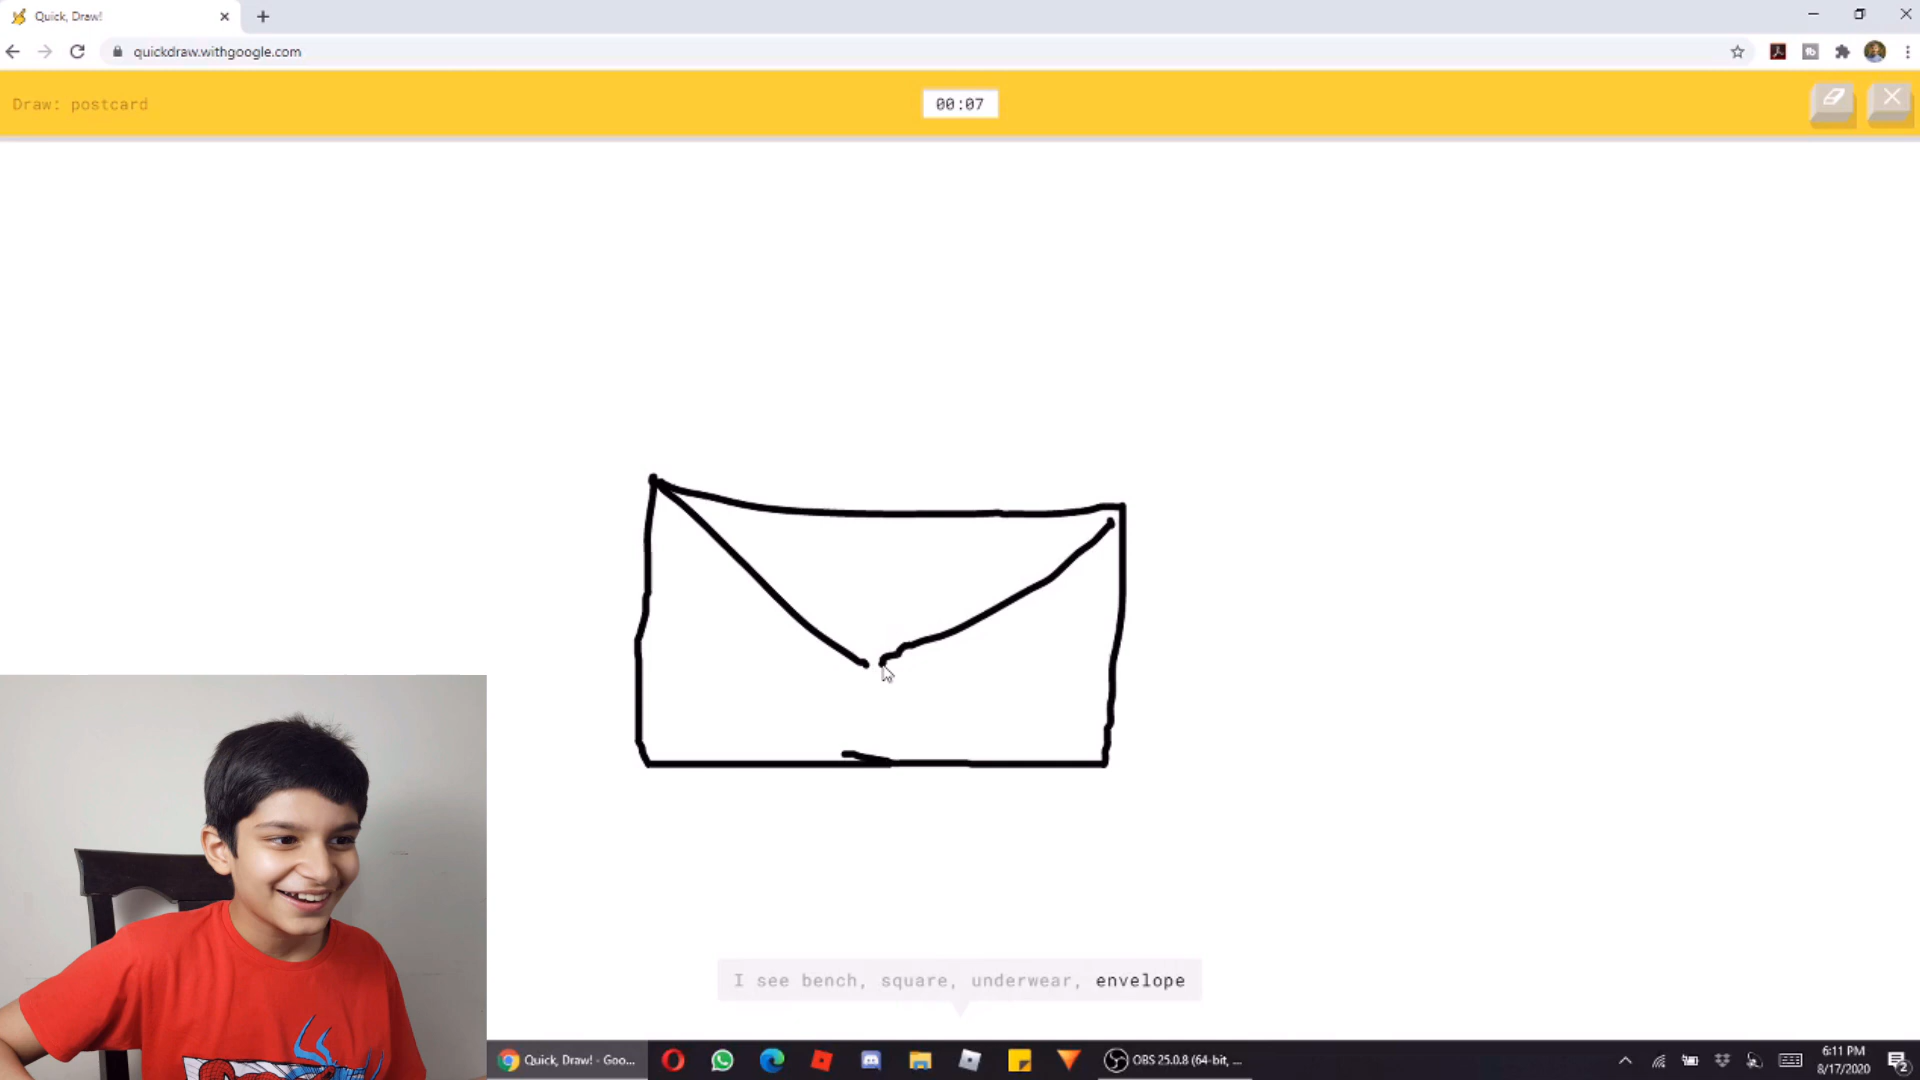 Quick, Draw!
quickdraw.withgoogle.com
Draw: postcard
00:07
I see bench, square, underwear, envelope
Quick, Draw! - Goo...
OBS 25.0.8 (64-bit, ...
6:11 PM
8/17/2020
2